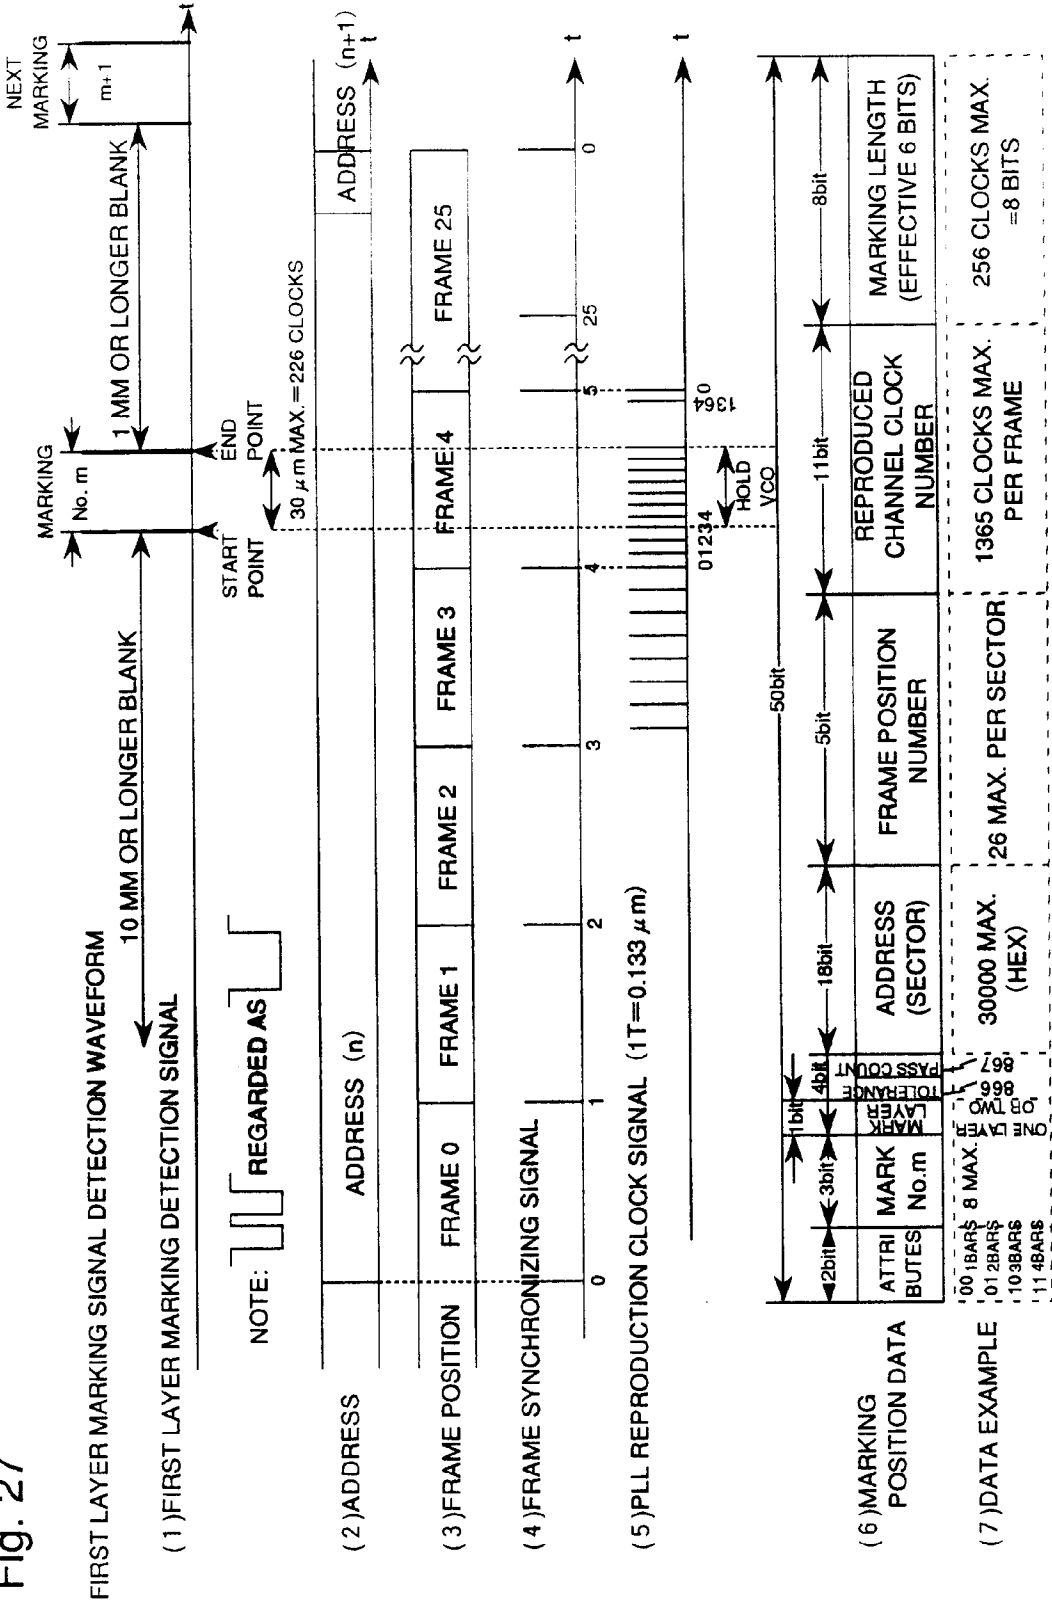 Fig. 27
FIRST LAYER MARKING SIGNAL DETECTION WAVEFORM
(1)FIRST LAYER MARKING DETECTION SIGNAL
10 MM OR LONGER BLANK
MARKING
No. m
1 MM OR LONGER BLANK
NEXT
MARKING
m+1
t
START
POINT
END
POINT
NOTE:
REGARDED AS
30 μm MAX.=226 CLOCKS
(2)ADDRESS
ADDRESS (n)
ADDRESS (n+1)
t
(3)FRAME POSITION
FRAME 0
FRAME 1
FRAME 2
FRAME 3
FRAME 4
FRAME 25
(4)FRAME SYNCHRONIZING SIGNAL
0
1
2
3
4
5
25
0
t
(5)PLL REPRODUCTION CLOCK SIGNAL (1T=0.133 μm)
01234
1364
0
t
HOLD
VCO
50bit
(6)MARKING
POSITION DATA
2bit
3bit
1bit
4bit
18bit
5bit
11bit
8bit
ATTRI
BUTES
MARK
No.m
MARK
LAYER
TOLERANCE
PASS COUNT
ADDRESS
(SECTOR)
FRAME POSITION
NUMBER
REPRODUCED
CHANNEL CLOCK
NUMBER
MARKING LENGTH
(EFFECTIVE 6 BITS)
(7)DATA EXAMPLE
00 1BARS
01 2BARS
10 3BARS
11 4BARS
8 MAX.
ONE LAYER
OR TWO
866
867
30000 MAX.
(HEX)
26 MAX. PER SECTOR
1365 CLOCKS MAX.
PER FRAME
256 CLOCKS MAX.
=8 BITS